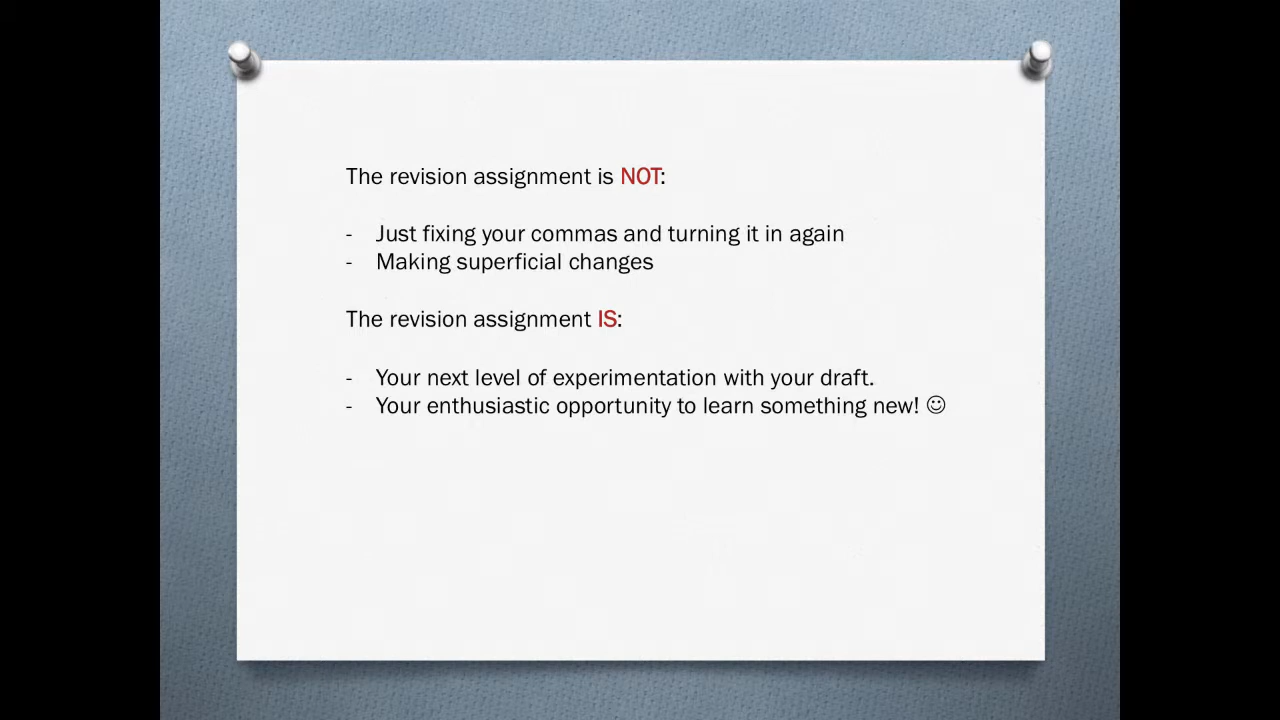 The revision assignment is NOT:
- Just fixing your commas and turning it in again
- Making superficial changes
The revision assignment IS:
- Your next level of experimentation with your draft.
- Your enthusiastic opportunity to learn something new! ☺